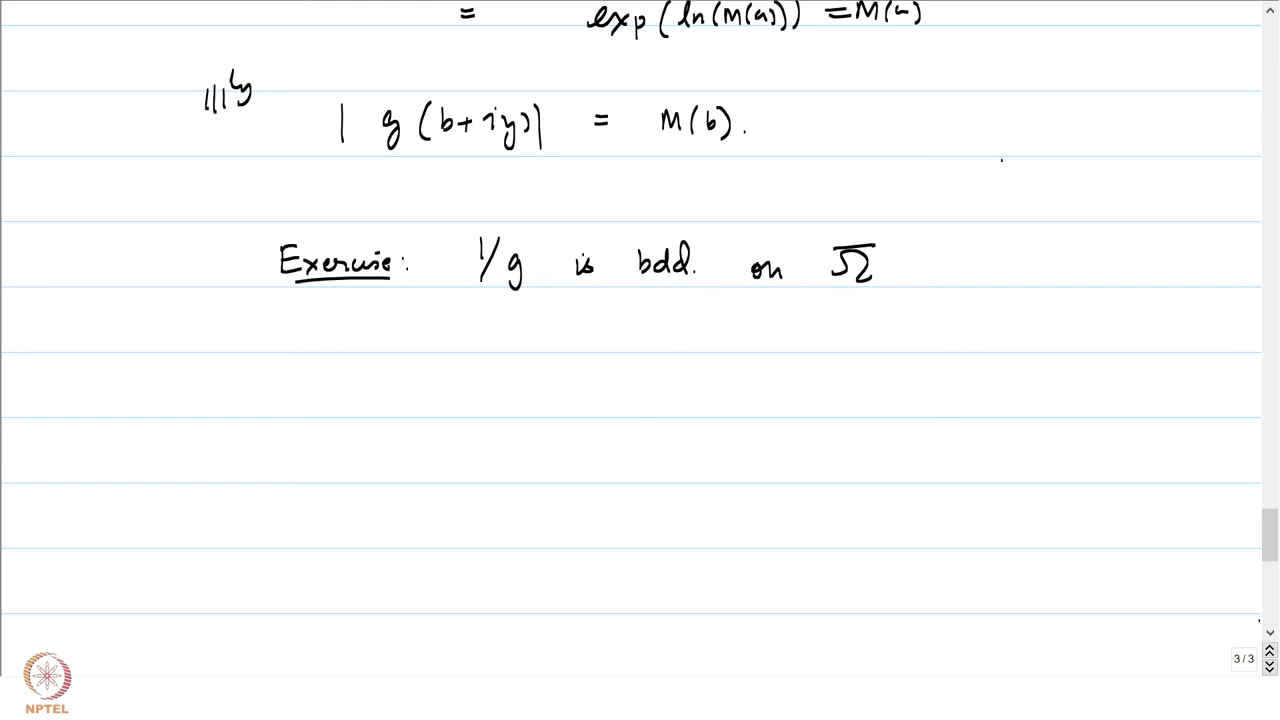 = exp(ln(M(a))) = M(a)
|||ly | g(b+iy)| = M(b).
Exercise: 1/g is bdd. on Ω̅
3 / 3
NPTEL